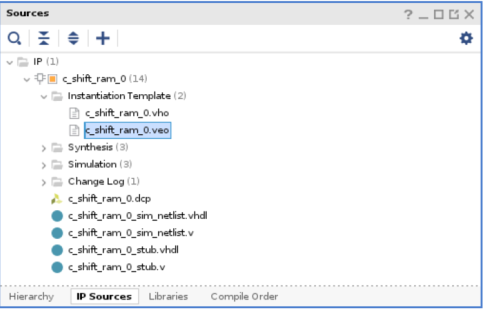 Sources
IP (1)
c_shift_ram_0 (14)
Instantiation Template (2)
c_shift_ram_0.vho
c_shift_ram_0.veo
Synthesis (3)
Simulation (3)
Change Log (1)
c_shift_ram_0.dcp
c_shift_ram_0_sim_netlist.vhdl
c_shift_ram_0_sim_netlist.v
c_shift_ram_0_stub.vhdl
c_shift_ram_0_stub.v
Hierarchy IP Sources Libraries Compile Order